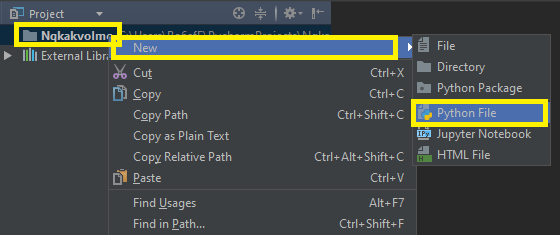 Project
Nqkakvolmo
External Libra
New
Cut Ctrl+X
Copy Ctrl+C
Copy Path Ctrl+Shift+C
Copy as Plain Text
Copy Relative Path Ctrl+Alt+Shift+C
Paste Ctrl+V
Find Usages Alt+F7
Find in Path... Ctrl+Shift+F
File
Directory
Python Package
Python File
Jupyter Notebook
HTML File